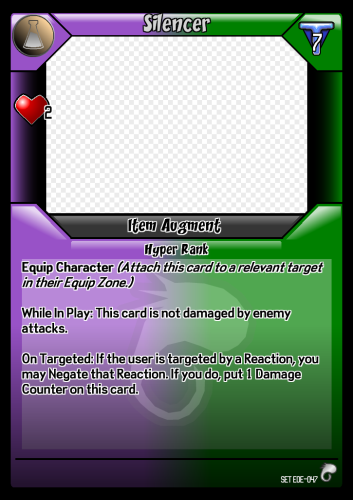 Silencer
7
2
Item Augment
Hyper Rank
Equip Character (Attach this card to a relevant target
in their Equip Zone.)
While In Play: This card is not damaged by enemy
attacks.
On Targeted: If the user is targeted by a Reaction, you
may Negate that Reaction. If you do, put 1 Damage
Counter on this card.
SET EDE-047